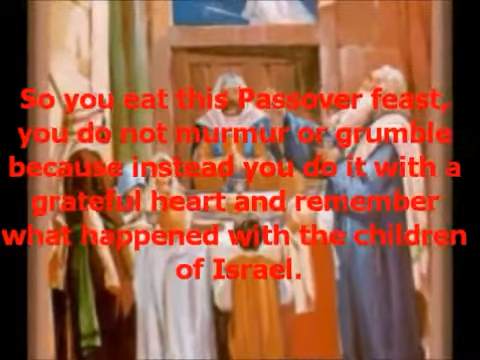 So you eat this Passover feast,
you do not murmur or grumble
because instead you do it with a
grateful heart and remember
what happened with the children
of Israel.